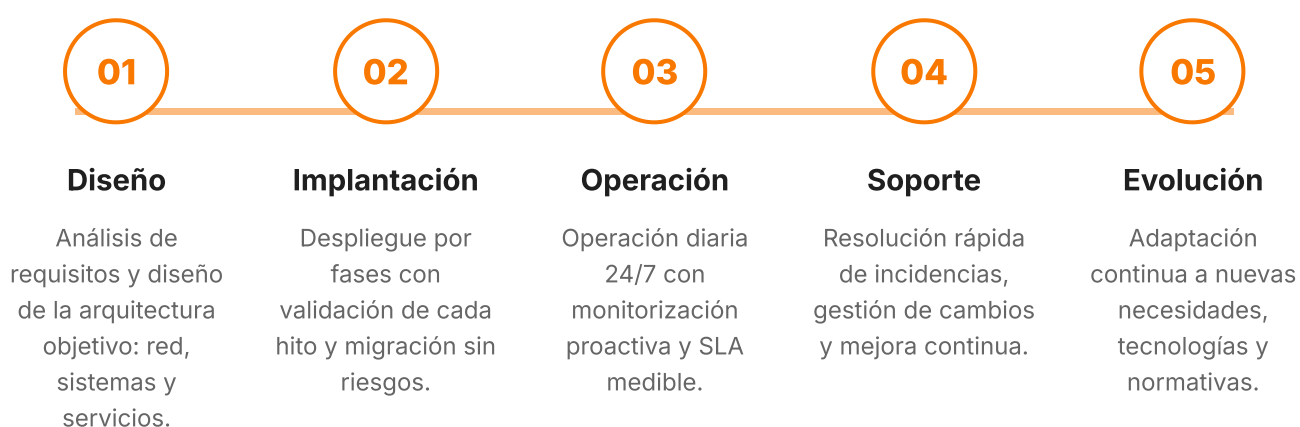 01
Diseño
Análisis de
requisitos y diseño
de la arquitectura
objetivo: red,
sistemas y
servicios.
02
Implantación
Despliegue por
fases con
validación de cada
hito y migración sin
riesgos.
03
Operación
Operación diaria
24/7 con
monitorización
proactiva y SLA
medible.
04
Soporte
Resolución rápida
de incidencias,
gestión de cambios
y mejora continua.
05
Evolución
Adaptación
continua a nuevas
necesidades,
tecnologías y
normativas.